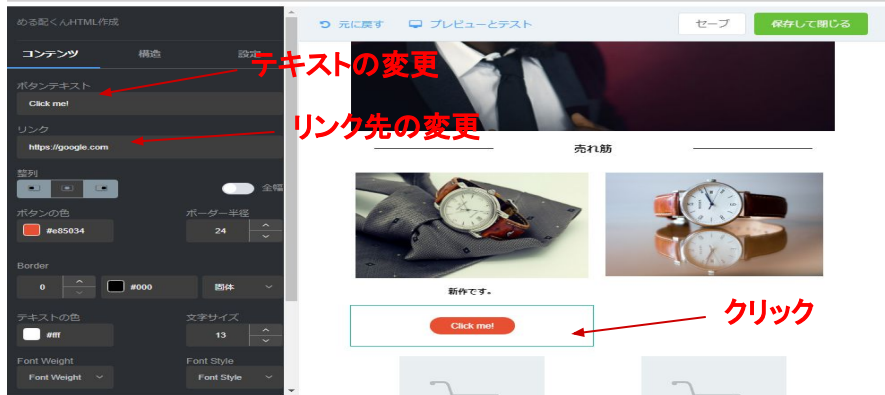 める配くんHTML作成
元に戻す
プレビューとテスト
セーブ
保存して閉じる
コンテンツ
構造
設定
テキストの変更
ボタンテキスト
Click me!
リンク
リンク先の変更
https://google.com
売れ筋
整列
全幅
ボタンの色
ボーダー半径
#e85034
24
Border
0
#000
固体
新作です。
クリック
テキストの色
文字サイズ
Click me!
#fff
13
Font Weight
Font Style
Font Weight
Font Style